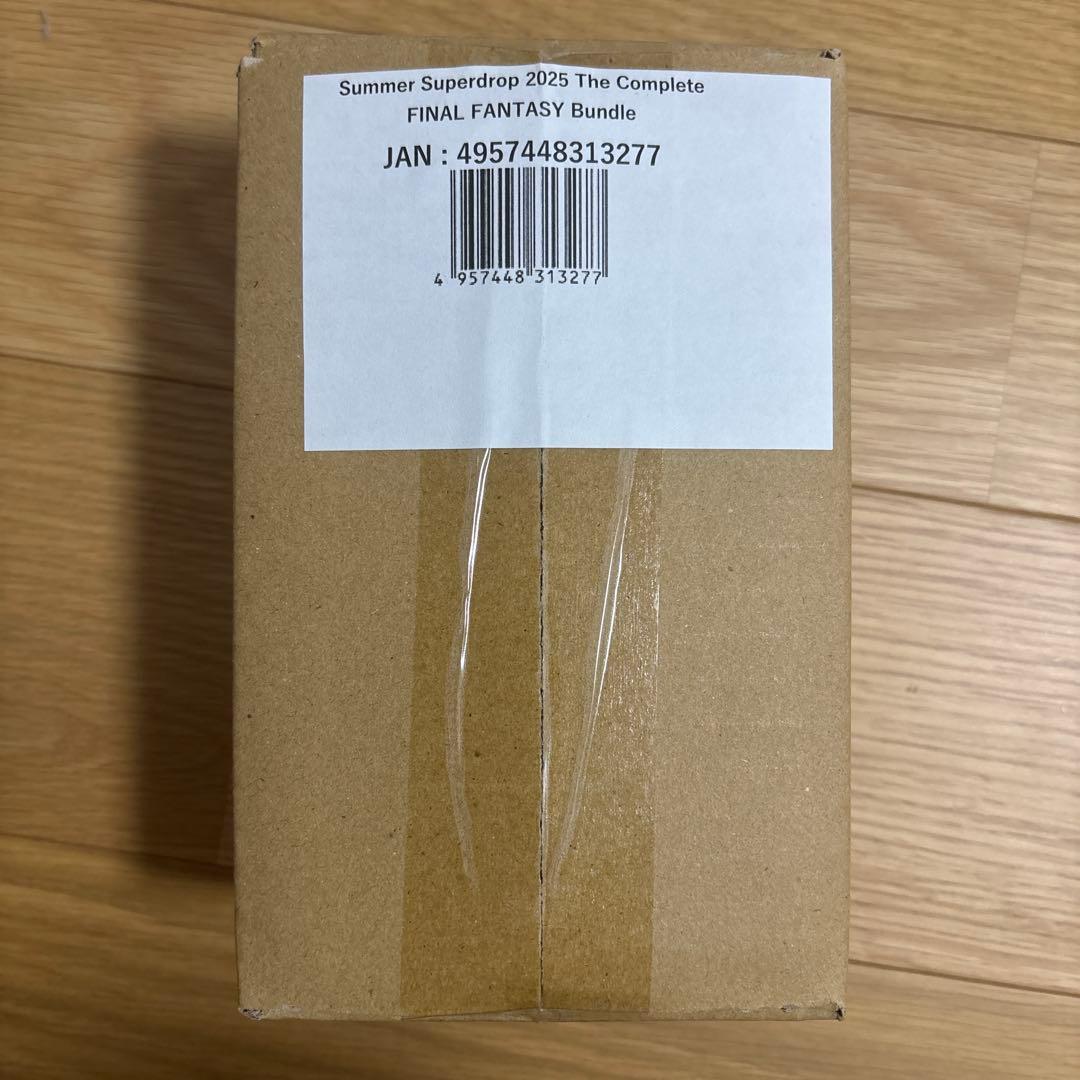 Summer Superdrop 2025 The Complete
FINAL FANTASY Bundle
JAN : 4957448313277
4 957448 313277